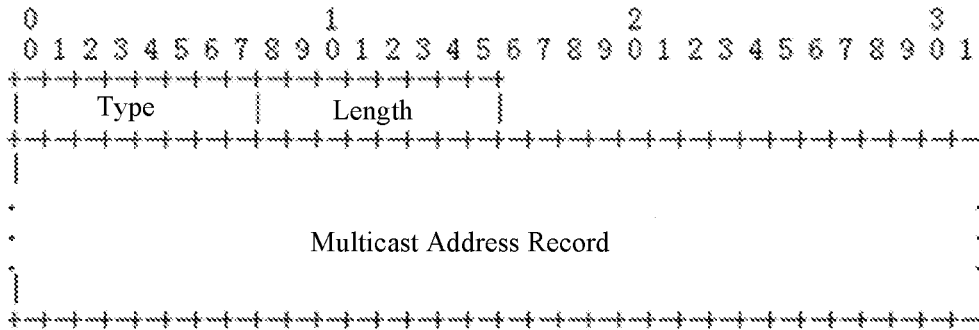 0 1 2 3
0 1 2 3 4 5 6 7 8 9 0 1 2 3 4 5 6 7 8 9 0 1 2 3 4 5 6 7 8 9 0 1
Type Length
Multicast Address Record